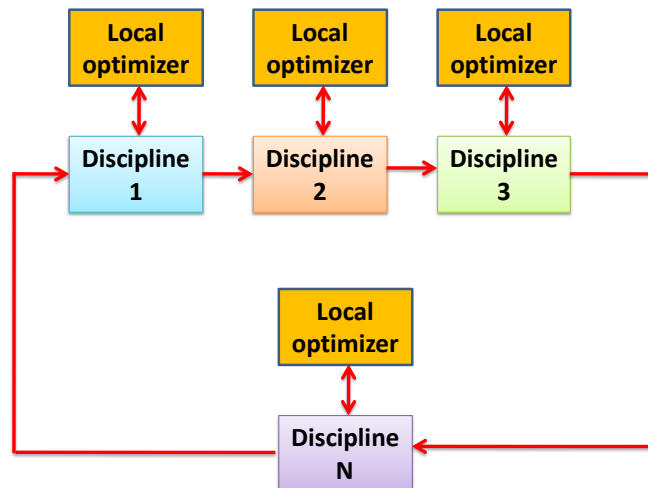 Local
optimizer
Local
optimizer
Local
optimizer
Discipline
1
Discipline
2
Discipline
3
Local
optimizer
Discipline
N